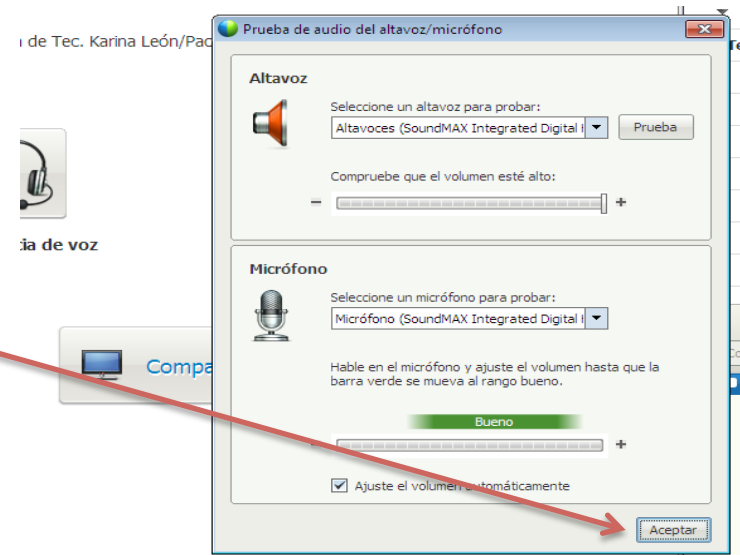 Prueba de audio del altavoz/micrófono
de Tec. Karina León/
Altavoz
Seleccione un altavoz para probar:
Altavoces (SoundMAX Integrated Digital
Prueba
Compruebe que el volumen esté alto:
- +
de voz
Micrófono
Seleccione un micrófono para probar:
Micrófono (SoundMAX Integrated Digital
Compa
Hable en el micrófono y ajuste el volumen hasta que la
barra verde se mueva al rango bueno.
Bueno
- +
Ajuste el volumen automáticamente
Aceptar